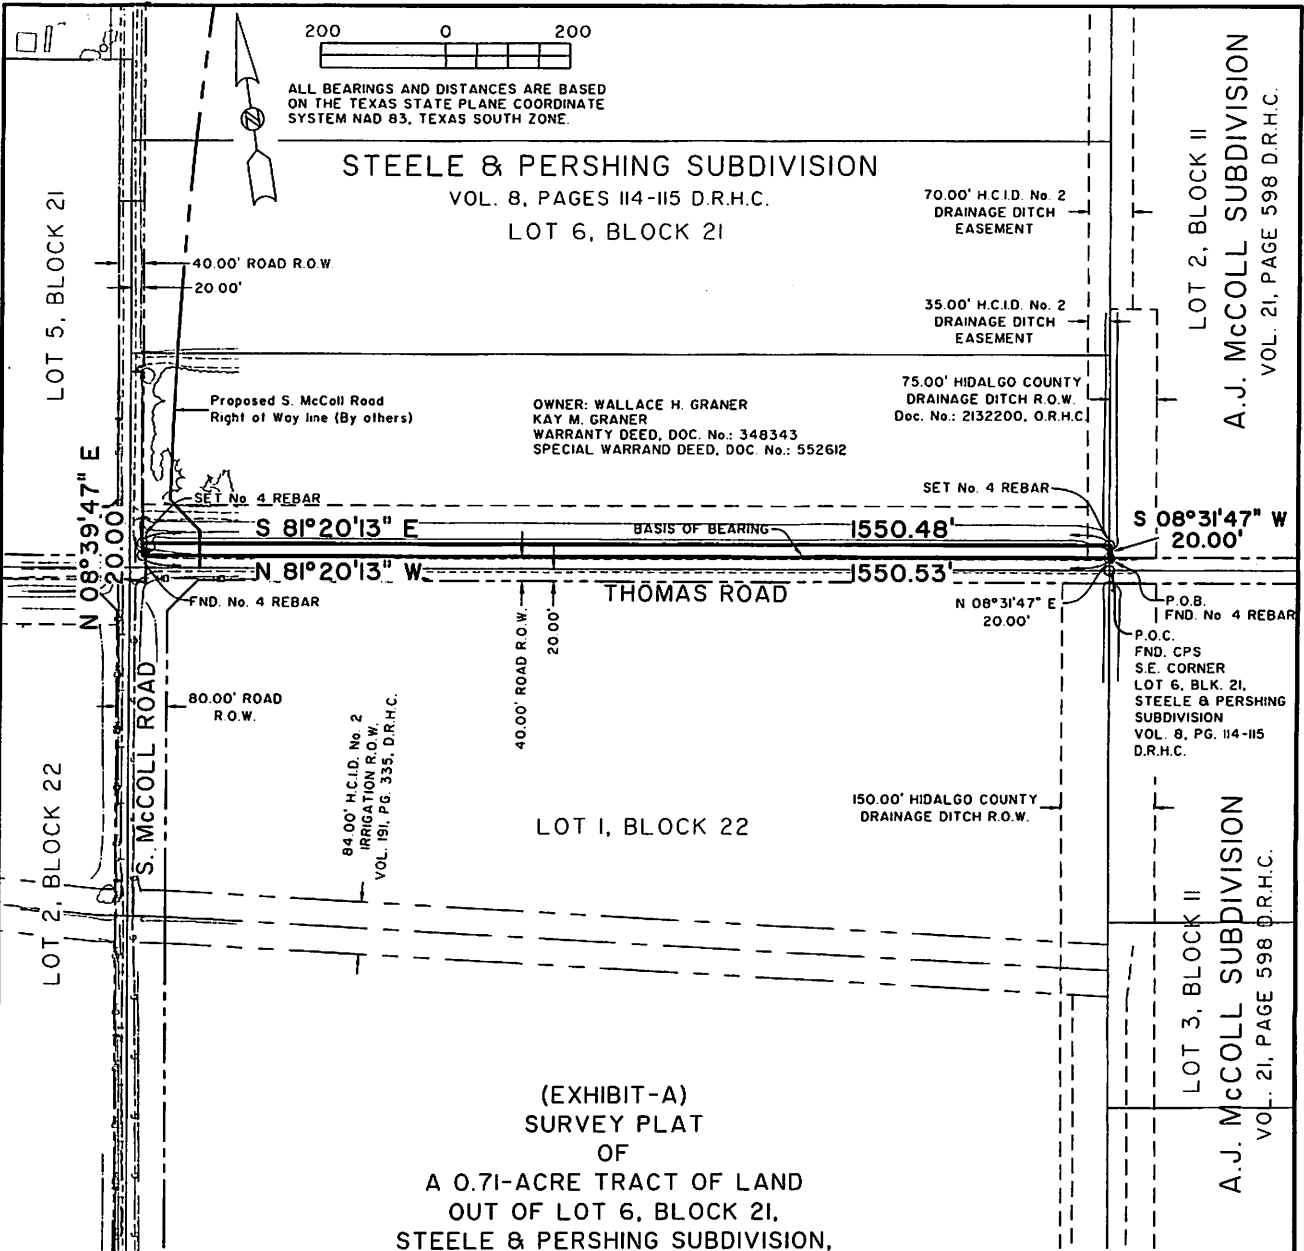 200 0 200
ALL BEARINGS AND DISTANCES ARE BASED
ON THE TEXAS STATE PLANE COORDINATE
SYSTEM NAD 83, TEXAS SOUTH ZONE.
STEELE & PERSHING SUBDIVISION
VOL. 8, PAGES 114-115 D.R.H.C.
LOT 6, BLOCK 21
70.00' H.C.I.D. No. 2
DRAINAGE DITCH
EASEMENT
LOT 2, BLOCK 11
A.J. McCOLL SUBDIVISION
VOL. 21, PAGE 598 D.R.H.C.
LOT 5, BLOCK 21
40.00' ROAD R.O.W.
20.00'
35.00' H.C.I.D. No. 2
DRAINAGE DITCH
EASEMENT
75.00' HIDALGO COUNTY
DRAINAGE DITCH R.O.W.
Doc. No.: 2132200, O.R.H.C.
Proposed S. McColl Road
Right of Way line (By others)
OWNER: WALLACE H. GRANER
KAY M. GRANER
WARRANTY DEED, DOC. No.: 348343
SPECIAL WARRAND DEED, DOC. No.: 552612
N 08°39'47" E
20.00'
SET No. 4 REBAR
SET No. 4 REBAR
S 81°20'13" E
BASIS OF BEARING
1550.48'
S 08°31'47" W
20.00'
N 81°20'13" W
1550.53'
THOMAS ROAD
FND. No. 4 REBAR
N 08°31'47" E
20.00'
P.O.B.
FND. No 4 REBAR
P.O.C.
FND. CPS
S.E. CORNER
LOT 6, BLK. 21,
STEELE & PERSHING
SUBDIVISION
VOL. 8, PG. 114-115
D.R.H.C.
40.00' ROAD R.O.W.
20.00'
80.00' ROAD
R.O.W.
S. McCOLL ROAD
LOT 2, BLOCK 22
84.00' H.C.I.D. No. 2
IRRIGATION R.O.W.
VOL. 191, PG. 335, D.R.H.C.
LOT 1, BLOCK 22
150.00' HIDALGO COUNTY
DRAINAGE DITCH R.O.W.
LOT 3, BLOCK 11
A.J. McCOLL SUBDIVISION
VOL. 21, PAGE 598 D.R.H.C.
(EXHIBIT-A)
SURVEY PLAT
OF
A 0.71-ACRE TRACT OF LAND
OUT OF LOT 6, BLOCK 21,
STEELE & PERSHING SUBDIVISION,